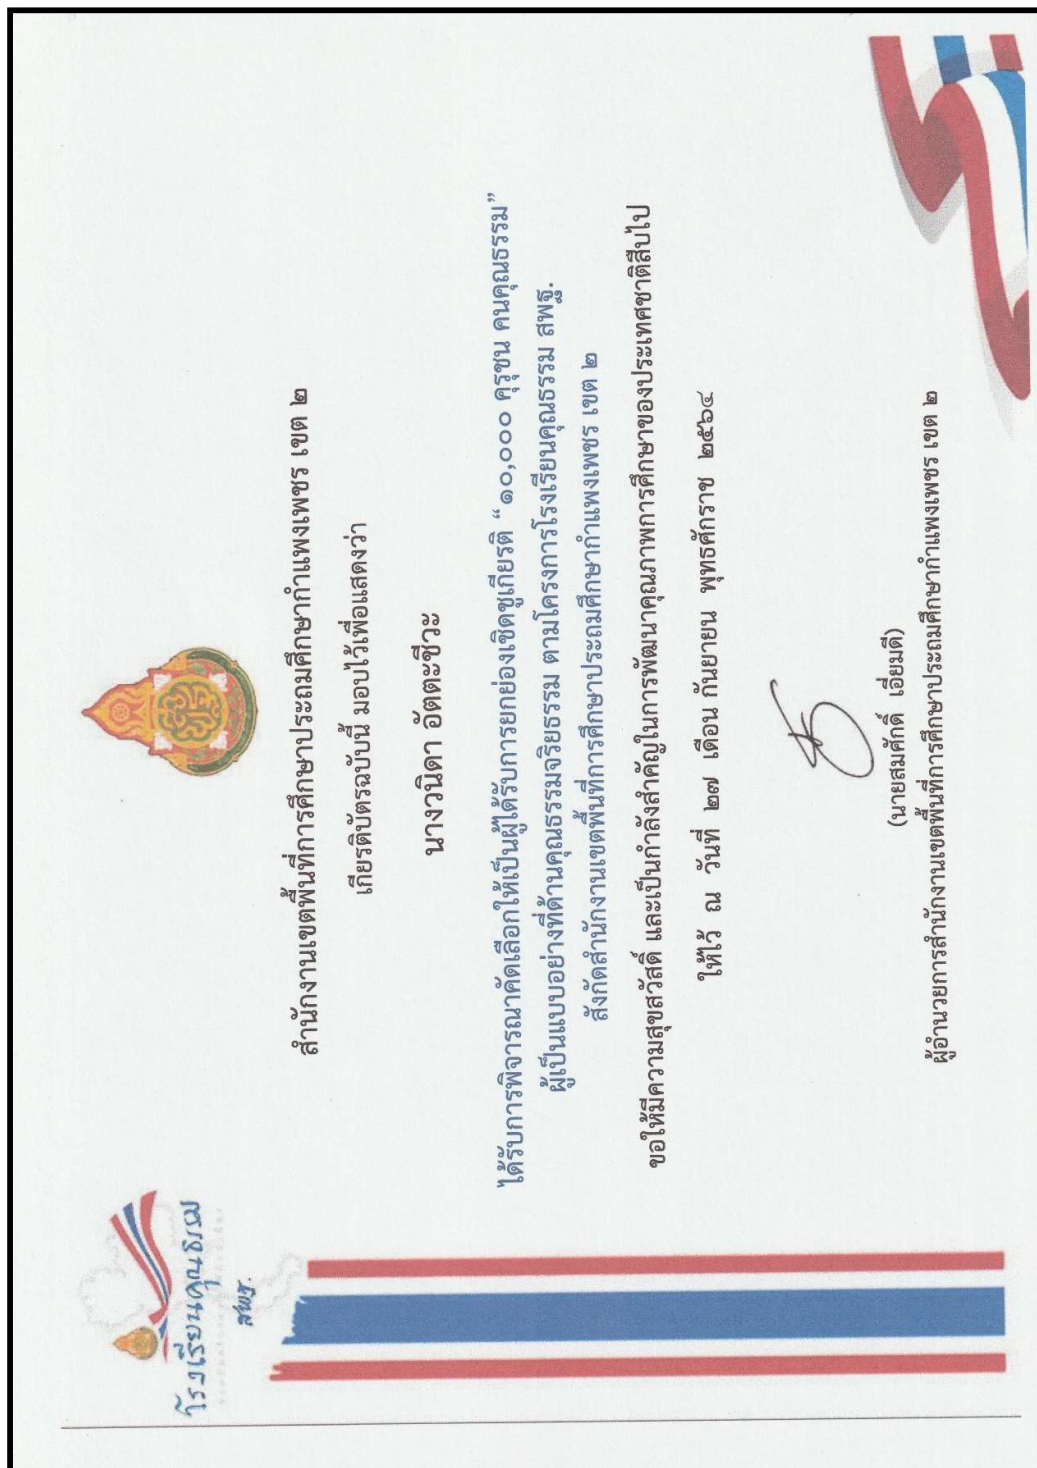 โรงเรียนคุณธรรม
สพฐ.
สำนักงานเขตพื้นที่การศึกษาประถมศึกษากำแพงเพชร เขต ๒
เกียรติบัตรฉบับนี้ มอบไว้เพื่อแสดงว่า
นางวนิดา อัตตะชีวะ
ได้รับการพิจารณาคัดเลือกให้เป็นผู้ได้รับการยกย่องเชิดชูเกียรติ “ ๑๐,๐๐๐ คุรุชน คนคุณธรรม”
ผู้เป็นแบบอย่างที่ด้านคุณธรรมจริยธรรม ตามโครงการโรงเรียนคุณธรรม สพฐ.
สังกัดสำนักงานเขตพื้นที่การศึกษาประถมศึกษากำแพงเพชร เขต ๒
ขอให้มีความสุขสวัสดิ์ และเป็นกำลังสำคัญในการพัฒนาคุณภาพการศึกษาของประเทศชาติสืบไป
ให้ไว้ ณ วันที่ ๒๗ เดือน กันยายน พุทธศักราช ๒๕๖๔
(นายสมศักดิ์ เอี่ยมดี)
ผู้อำนวยการสำนักงานเขตพื้นที่การศึกษาประถมศึกษากำแพงเพชร เขต ๒